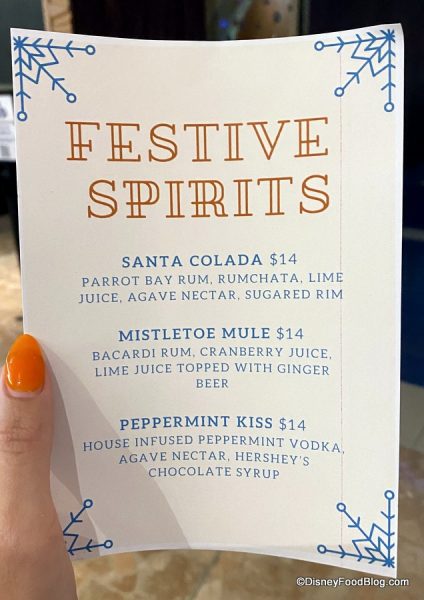 FESTIVE
SPIRITS
SANTA COLADA $14
PARROT BAY RUM, RUMCHATA, LIME
JUICE, AGAVE NECTAR, SUGARED RIM
MISTLETOE MULE $14
BACARDI RUM, CRANBERRY JUICE,
LIME JUICE TOPPED WITH GINGER
BEER
PEPPERMINT KISS $14
HOUSE INFUSED PEPPERMINT VODKA,
AGAVE NECTAR, HERSHEY'S
CHOCOLATE SYRUP
©DisneyFoodBlog.com